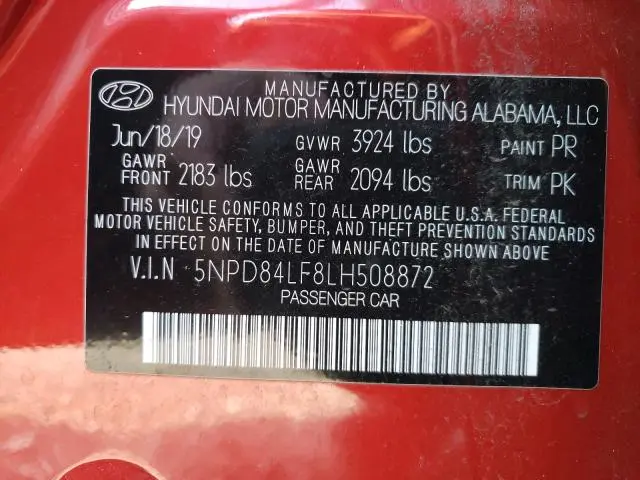 MANUFACTURED BY
HYUNDAI MOTOR MANUFACTURING ALABAMA, LLC
Jun/18/19 GVWR 3924 lbs PAINT PR
GAWR FRONT 2183 lbs GAWR REAR 2094 lbs TRIM PK
THIS VEHICLE CONFORMS TO ALL APPLICABLE U.S.A. FEDERAL
MOTOR VEHICLE SAFETY, BUMPER, AND THEFT PREVENTION STANDARDS
IN EFFECT ON THE DATE OF MANUFACTURE SHOWN ABOVE
V.I.N 5NPD84LF8LH508872
PASSENGER CAR